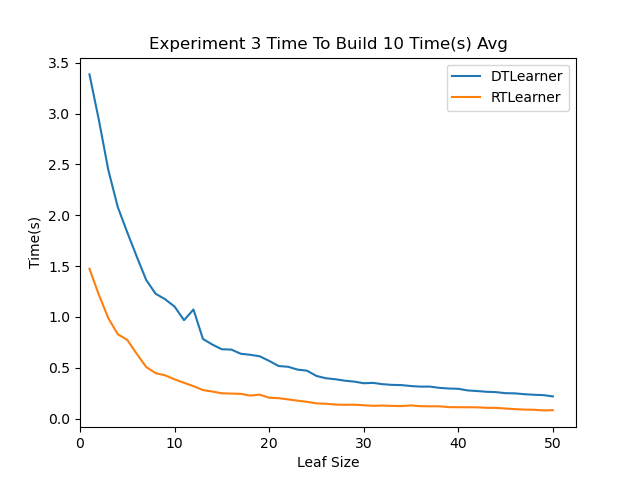 Experiment 3 Time To Build 10 Time(s) Avg
DTLearner
RTLearner
Time(s)
3.5
3.0
2.5
2.0
1.5
1.0
0.5
0.0
0 10 20 30 40 50
Leaf Size